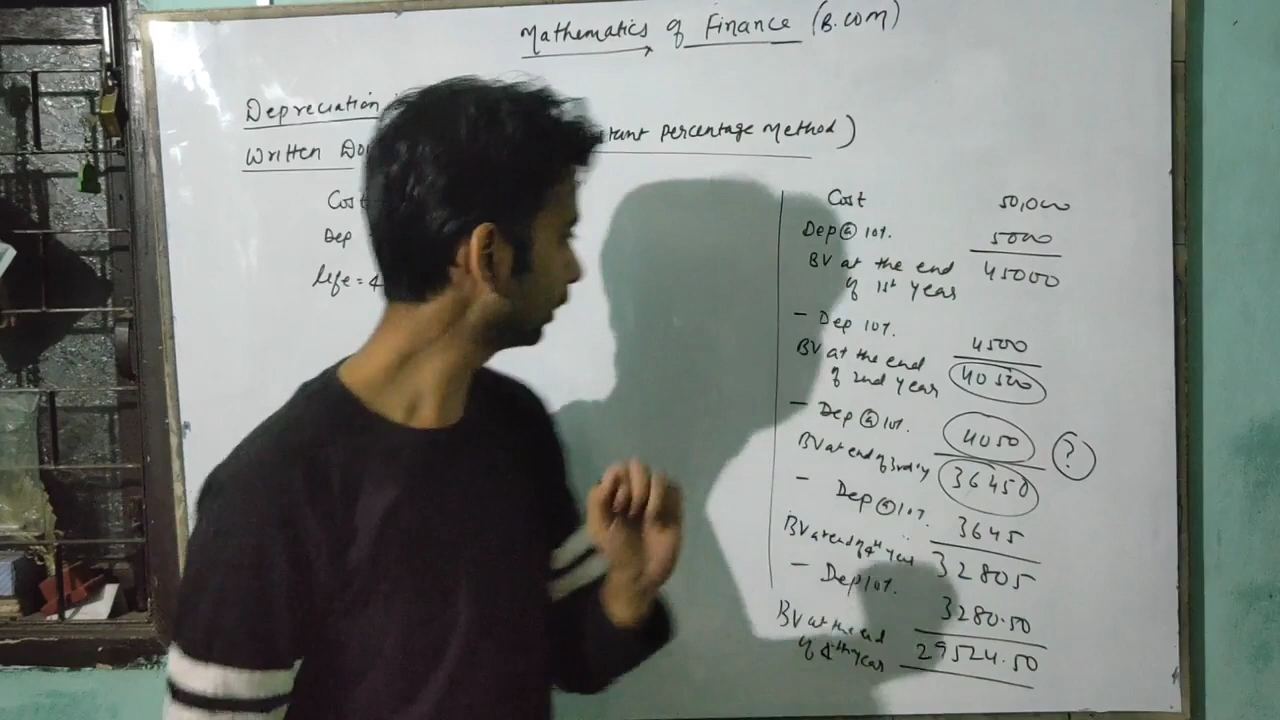 Mathematics of Finance (B.COM)
Depreciation
Written Do
tant Percentage Method)
Cost
Dep
life = 4
Cost 50,000
Dep @ 10%. 5000
BV at the end 45000
of 1st Year
- Dep 10%. 4500
BV at the end 40500
of 2nd Year
- Dep @ 10%. 4050 ?
BV at end of 3rd Y 36450
- Dep @ 10%. 3645
BV at end of 4th Year 32805
- Dep 10%. 3280.50
BV at the end 29524.50
of 4th Year